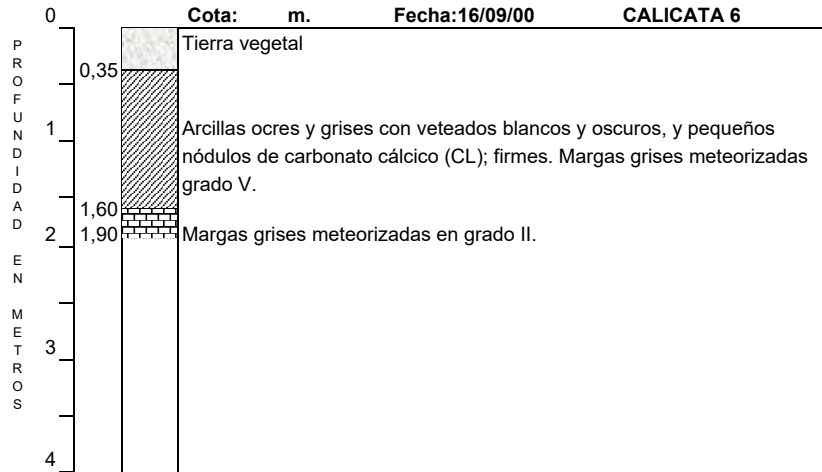 0 Cota: m. Fecha:16/09/00 CALICATA 6
Tierra vegetal
0,35
1 Arcillas ocres y grises con veteados blancos y oscuros, y pequeños
nódulos de carbonato cálcico (CL); firmes. Margas grises meteorizadas
grado V.
1,60
2 1,90 Margas grises meteorizadas en grado II.
3
4
PROFUNDIDAD EN METROS